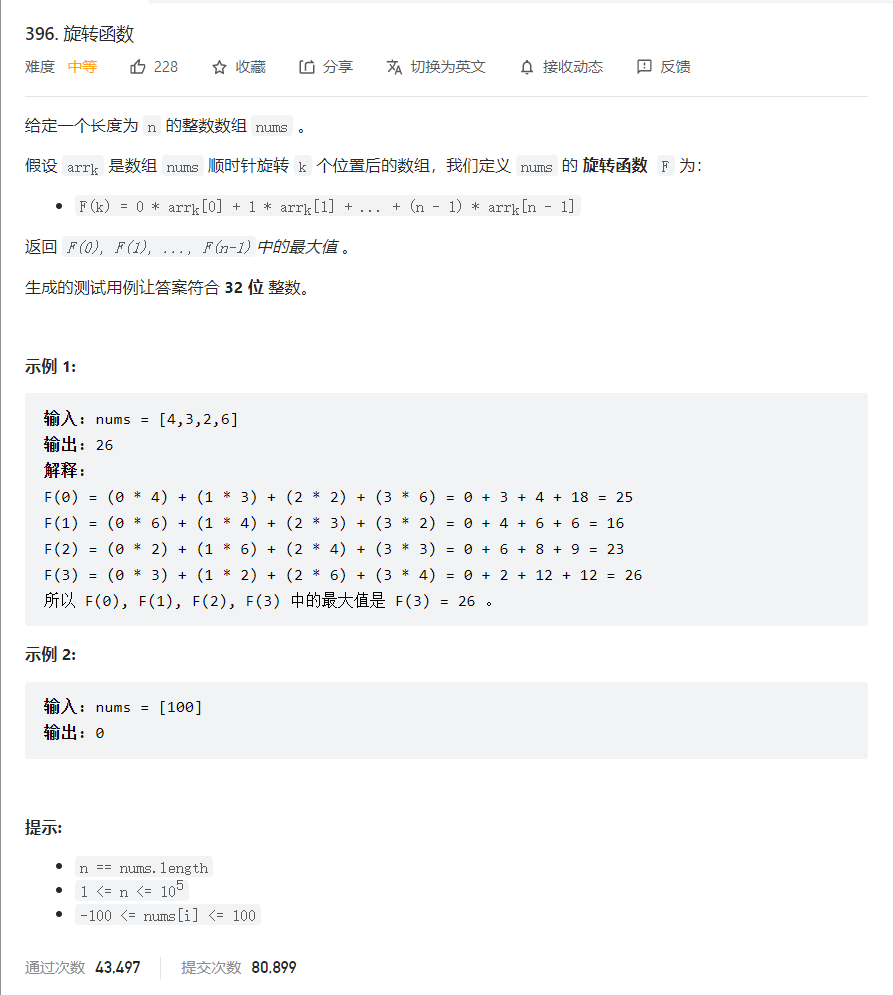 396. 旋转函数
难度 中等 228 收藏 分享 切换为英文 接收动态 反馈
给定一个长度为 n 的整数数组 nums 。
假设 arrk 是数组 nums 顺时针旋转 k 个位置后的数组，我们定义 nums 的 旋转函数 F 为：
• F(k) = 0 * arrk[0] + 1 * arrk[1] + ... + (n - 1) * arrk[n - 1]
返回 F(0), F(1), ..., F(n-1)中的最大值 。
生成的测试用例让答案符合 32 位 整数。
示例 1:
输入: nums = [4,3,2,6]
输出: 26
解释:
F(0) = (0 * 4) + (1 * 3) + (2 * 2) + (3 * 6) = 0 + 3 + 4 + 18 = 25
F(1) = (0 * 6) + (1 * 4) + (2 * 3) + (3 * 2) = 0 + 4 + 6 + 6 = 16
F(2) = (0 * 2) + (1 * 6) + (2 * 4) + (3 * 3) = 0 + 6 + 8 + 9 = 23
F(3) = (0 * 3) + (1 * 2) + (2 * 6) + (3 * 4) = 0 + 2 + 12 + 12 = 26
所以 F(0), F(1), F(2), F(3) 中的最大值是 F(3) = 26 。
示例 2:
输入: nums = [100]
输出: 0
提示:
• n == nums.length
• 1 <= n <= 10^5
• -100 <= nums[i] <= 100
通过次数 43,497 提交次数 80,899